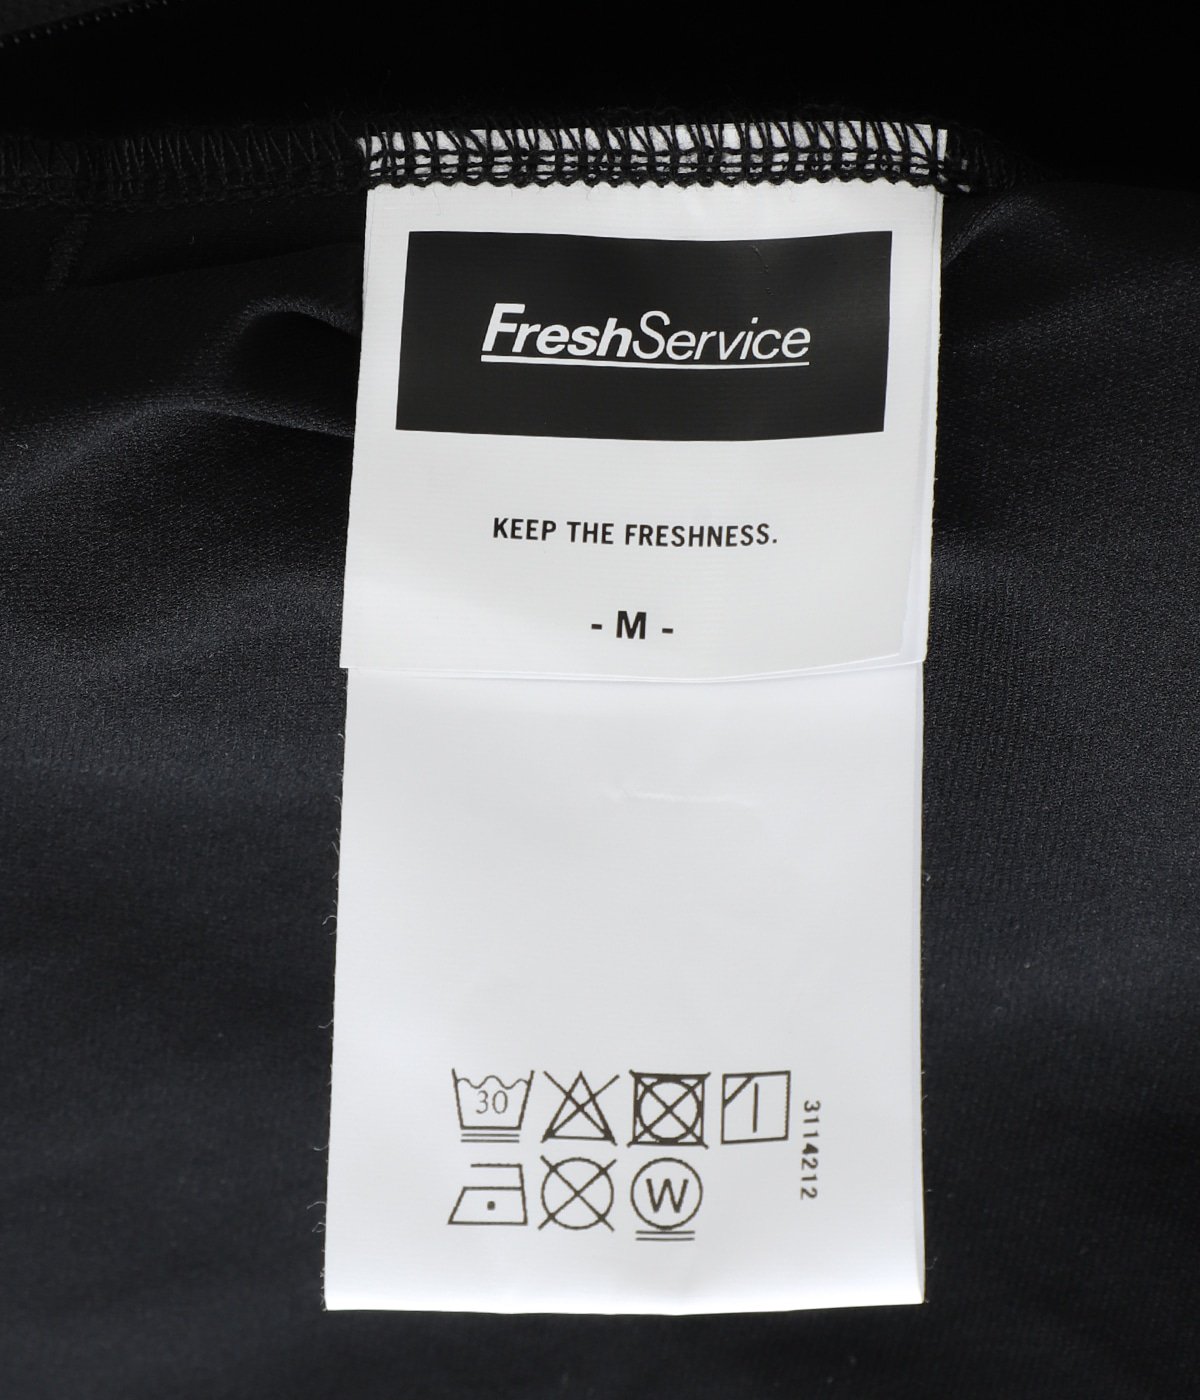 FreshService
KEEP THE FRESHNESS.
- M -
30
W
3114212